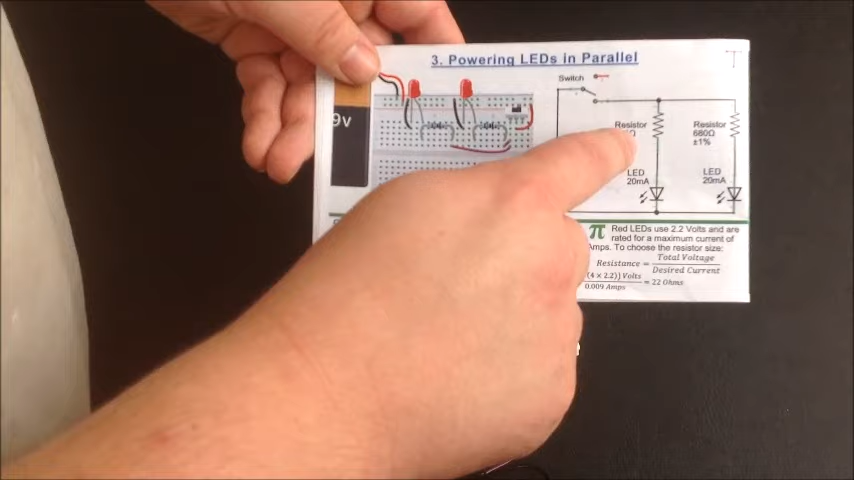 3. Powering LEDs in Parallel
Switch
9v
Resistor
Ω
Resistor
680Ω
±1%
LED
20mA
LED
20mA
π
Red LEDs use 2.2 Volts and are
rated for a maximum current of
Amps. To choose the resistor size:
Resistance = Total Voltage
Desired Current
(4 × 2.2)) Volts
0.009 Amps
= 22 Ohms